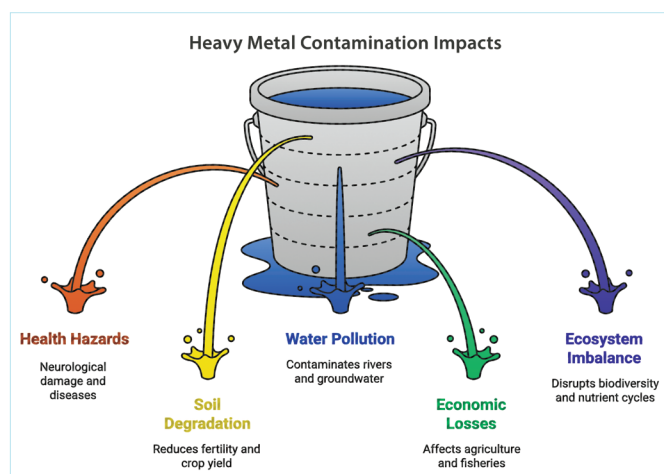 Heavy Metal Contamination Impacts
Health Hazards
Neurological
damage and
diseases
Soil
Degradation
Reduces fertility and
crop yield
Water Pollution
Contaminates rivers
and groundwater
Economic
Losses
Affects agriculture
and fisheries
Ecosystem
Imbalance
Disrupts biodiversity
and nutrient cycles